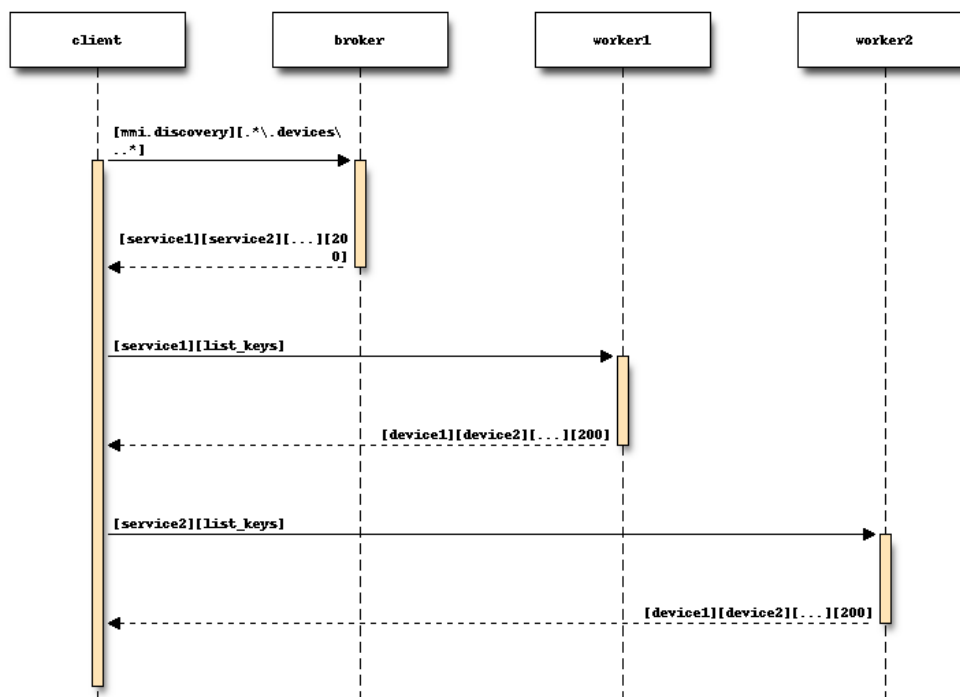 client
broker
worker1
worker2
[mmi.discovery][.*\.devices\
..*]
[service1][service2][...][20
0]
[service1][list_keys]
[device1][device2][...][200]
[service2][list_keys]
[device1][device2][...][200]